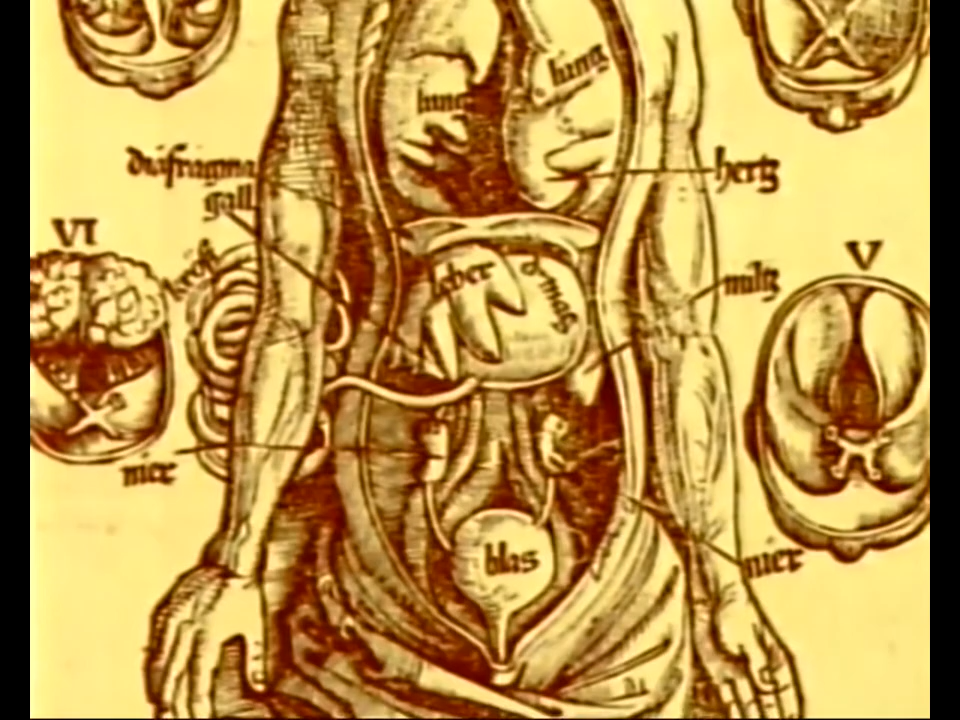 lung
lung
diafragma
hertz
gall
VI
V
leber
d' mag
miltz
nier
blas
nier